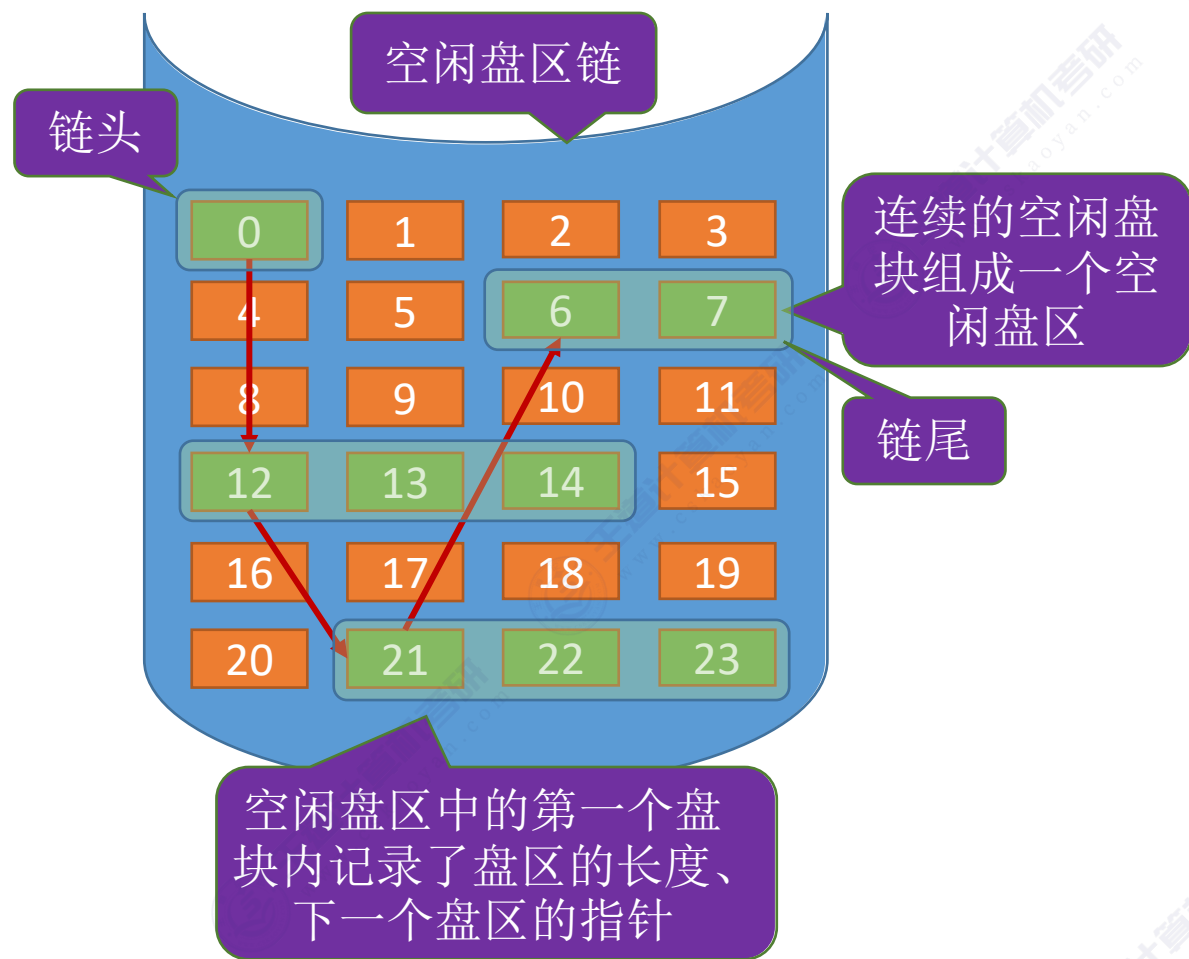 空闲盘区链
链头
0 1 2 3
连续的空闲盘
块组成一个空
闲盘区
4 5 6 7
8 9 10 11
链尾
12 13 14 15
16 17 18 19
20 21 22 23
空闲盘区中的第一个盘
块内记录了盘区的长度、
下一个盘区的指针